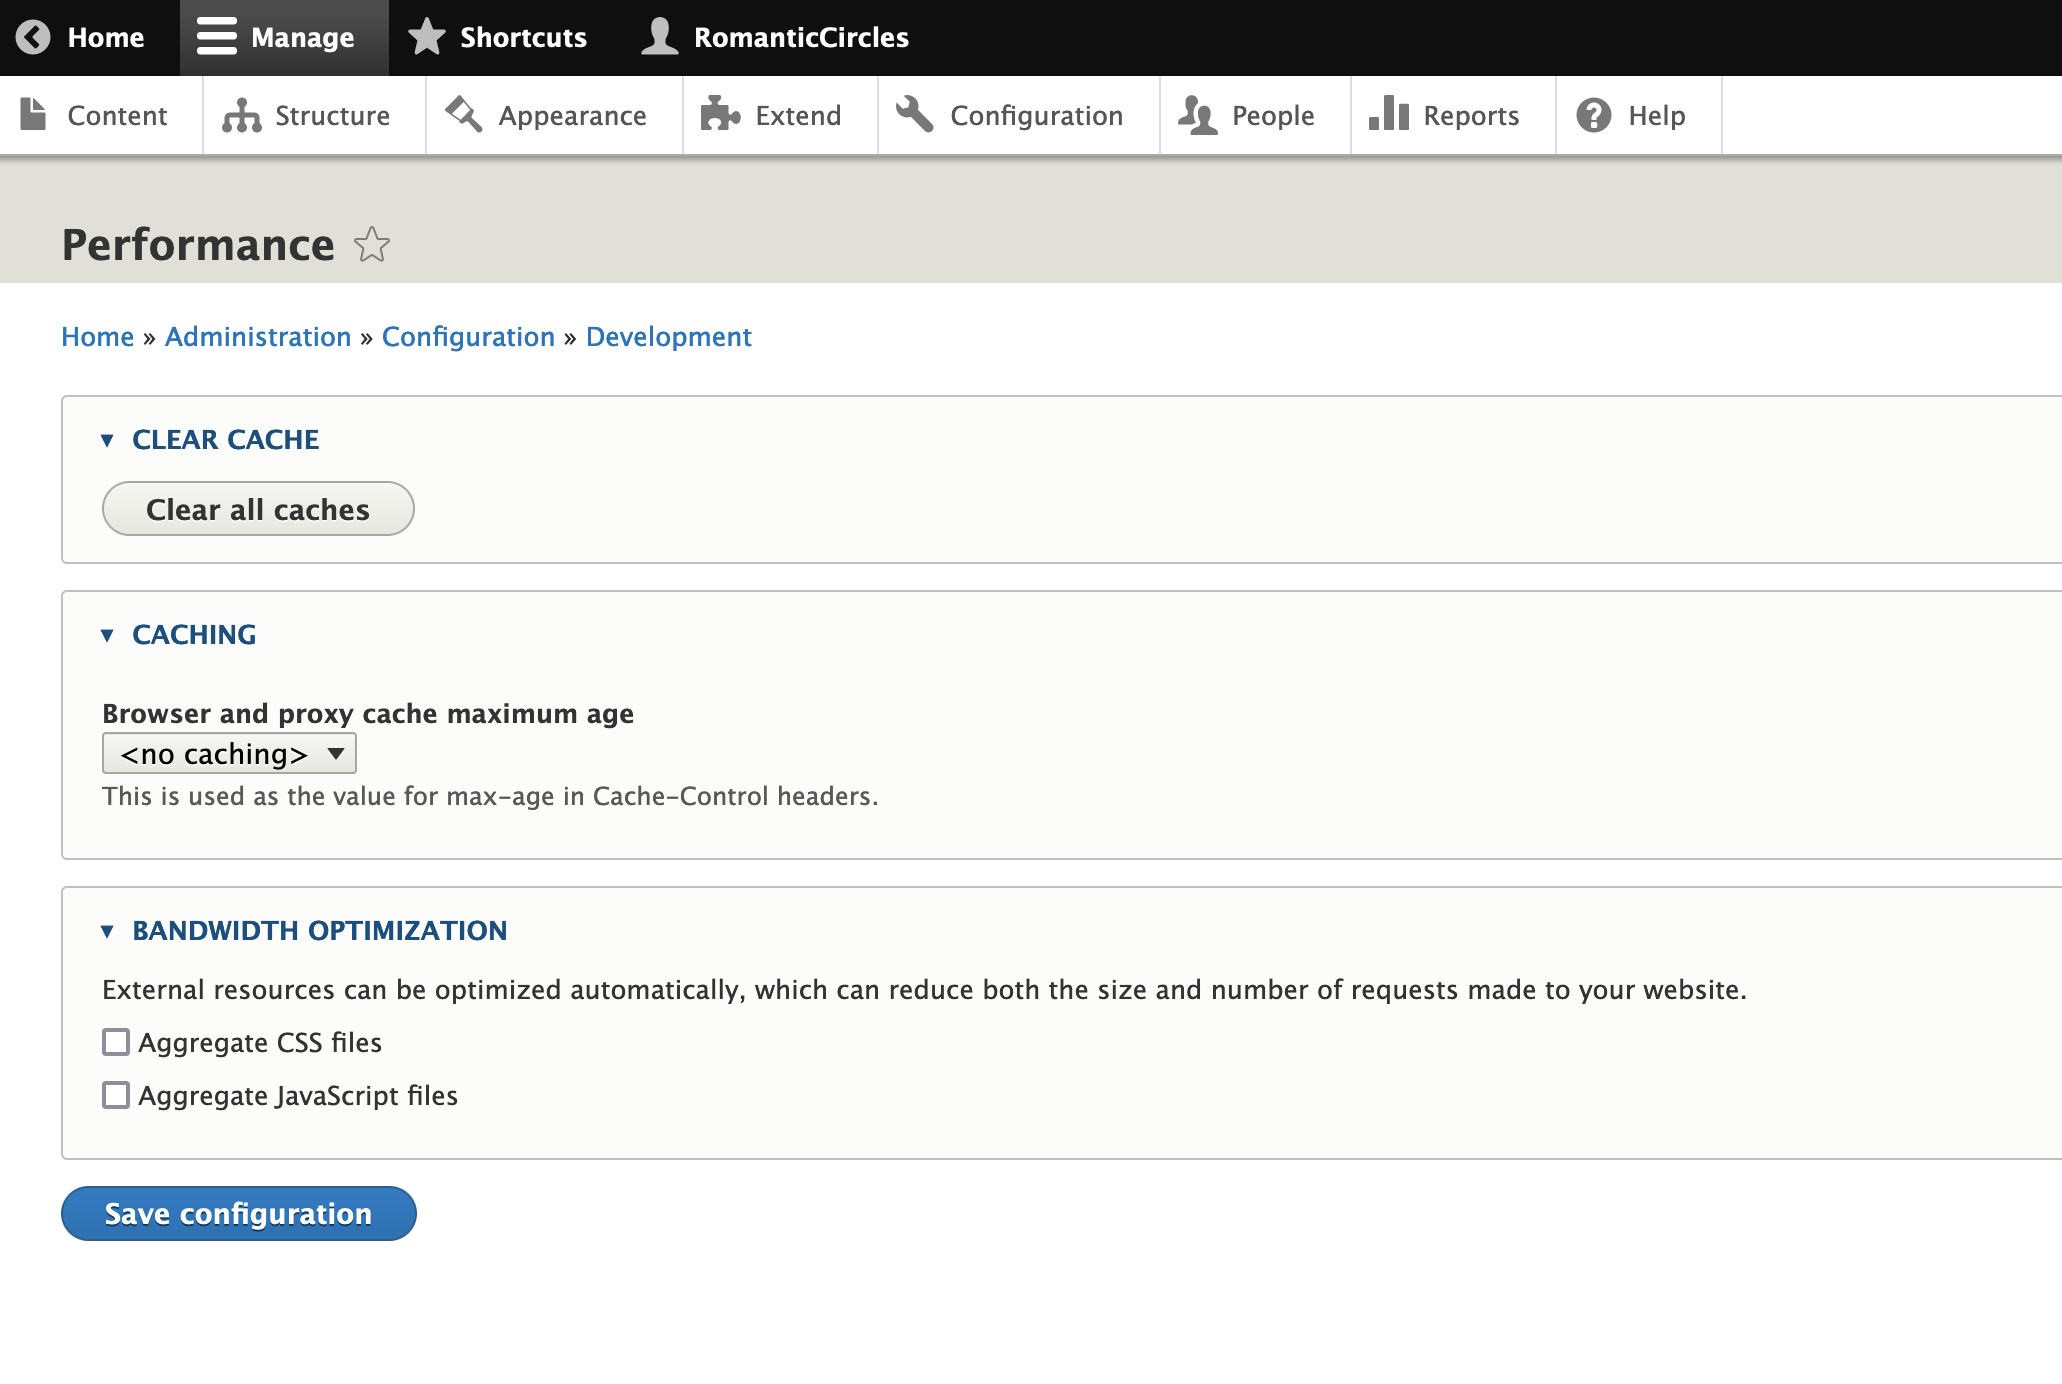 Home Manage Shortcuts RomanticCircles
Content Structure Appearance Extend Configuration People Reports Help
Performance
Home » Administration » Configuration » Development
▼ CLEAR CACHE
Clear all caches
▼ CACHING
Browser and proxy cache maximum age
<no caching> ▼
This is used as the value for max-age in Cache-Control headers.
▼ BANDWIDTH OPTIMIZATION
External resources can be optimized automatically, which can reduce both the size and number of requests made to your website.
Aggregate CSS files
Aggregate JavaScript files
Save configuration